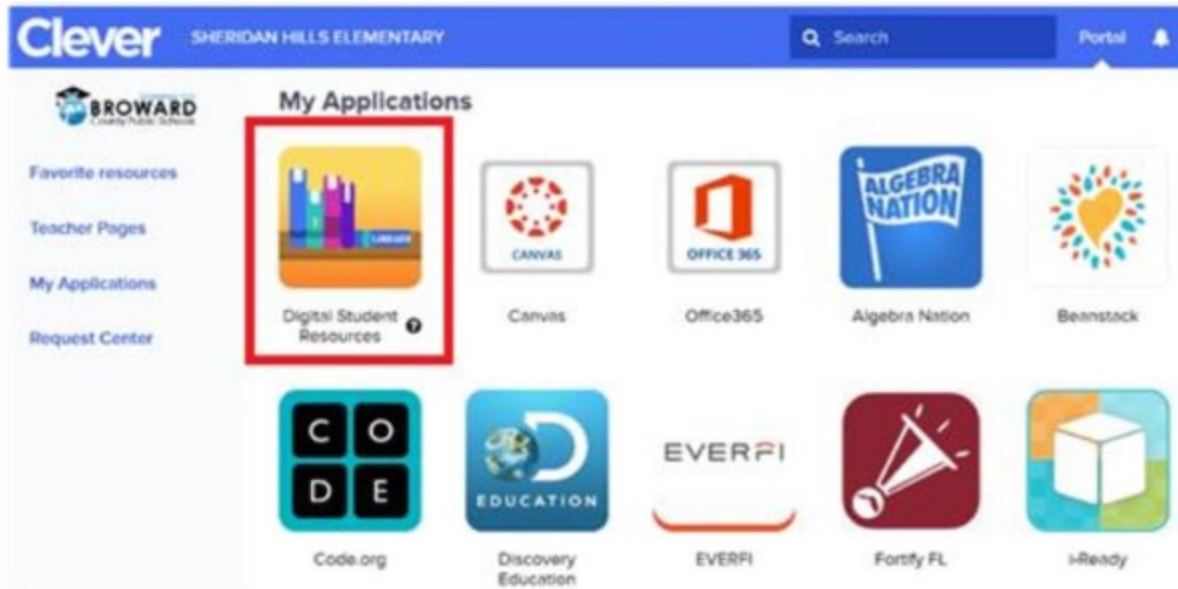 Clever
SHERIDAN HILLS ELEMENTARY
Search
Portal
BROWARD
County Public Schools
Favorite resources
Teacher Pages
My Applications
Request Center
My Applications
LIBRARY
CANVAS
OFFICE 365
ALGEBRA
NATION
Digital Student
Resources
?
Canvas
Office365
Algebra Nation
Beanstack
C O
D E
EDUCATION
EVERFI
Code.org
Discovery
Education
EVERFI
Fortify FL
i-Ready